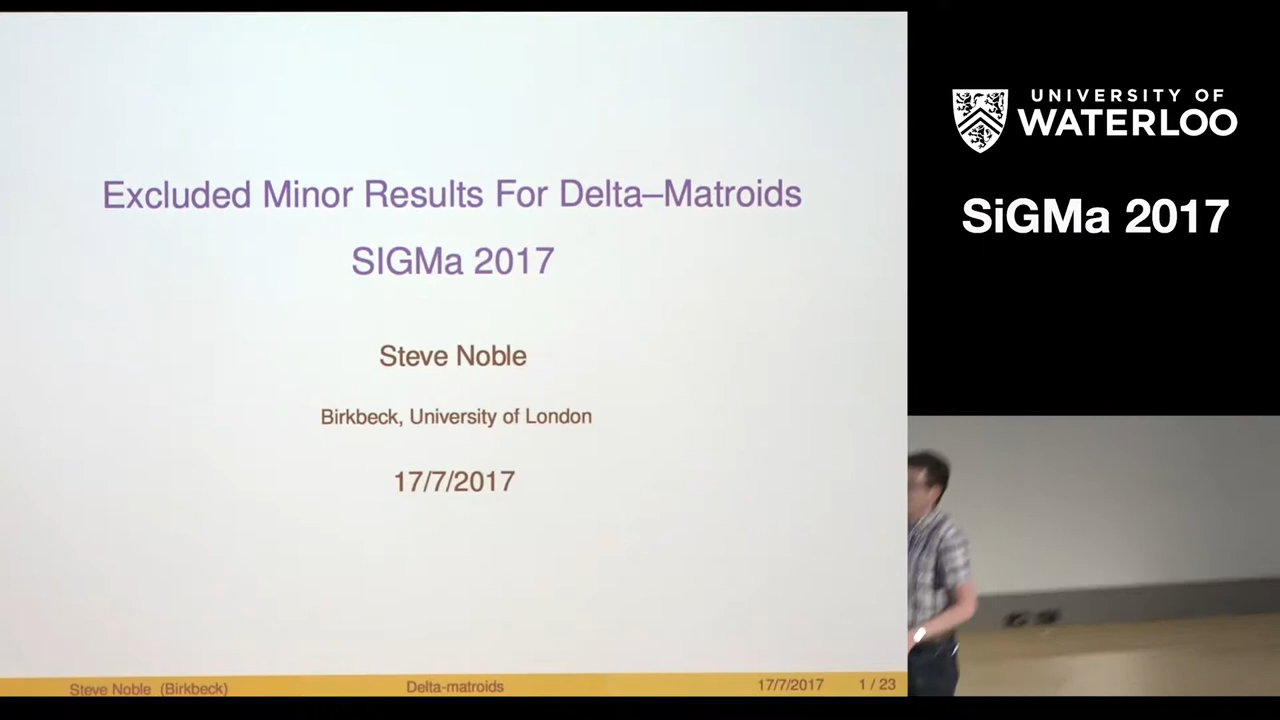 Excluded Minor Results For Delta–Matroids
SIGMa 2017
Steve Noble
Birkbeck, University of London
17/7/2017
Steve Noble (Birkbeck)
Delta-matroids
17/7/2017
1 / 23
UNIVERSITY OF
WATERLOO
SiGMa 2017